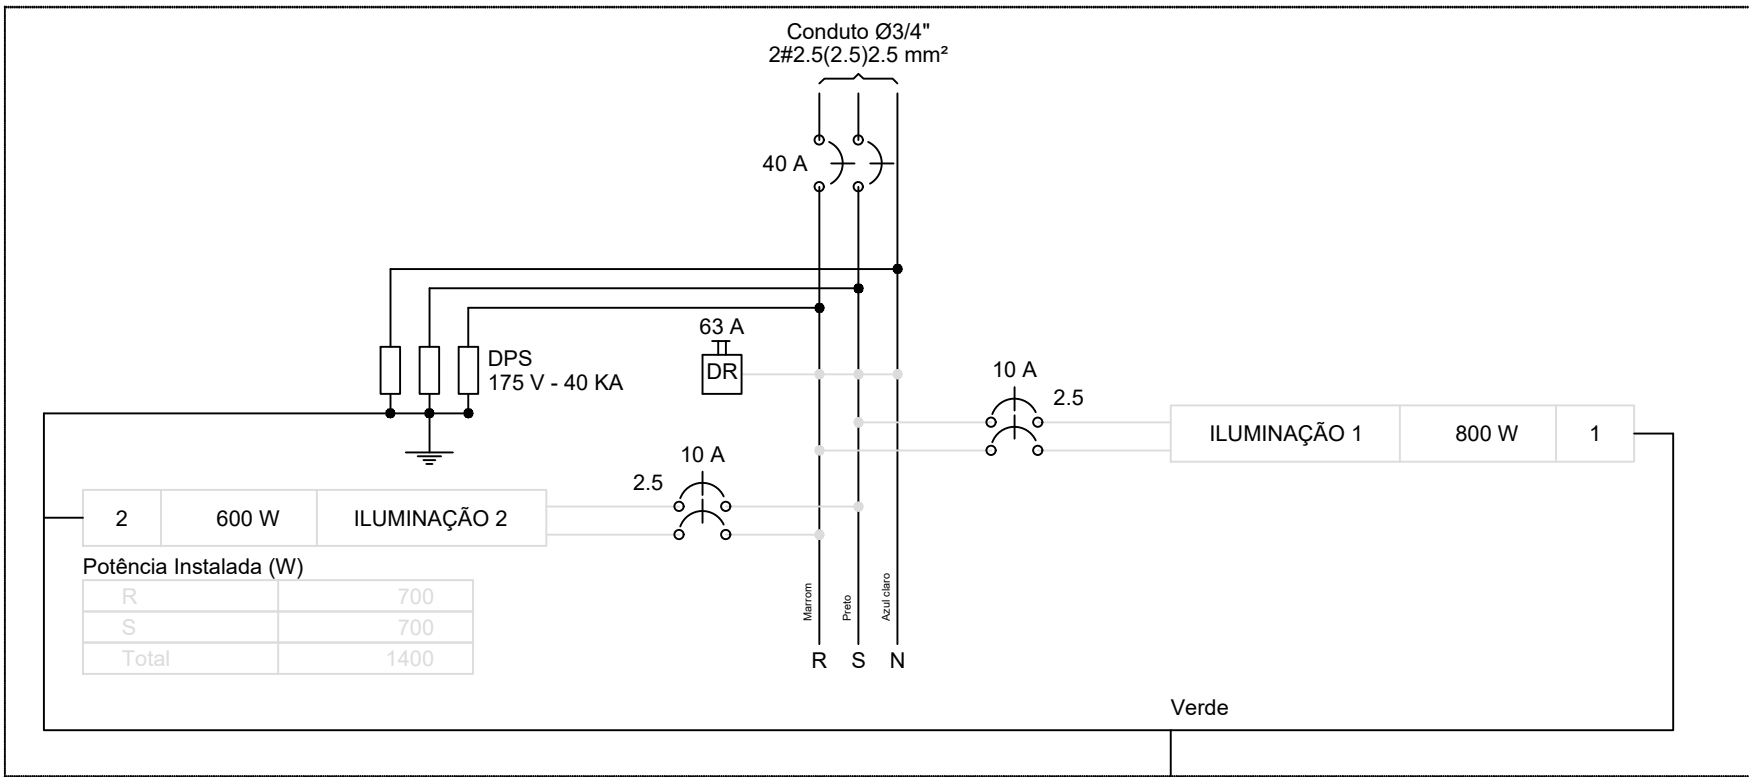 Conduto Ø3/4"
2#2.5(2.5)2.5 mm²
40 A
63 A
DR
DPS
175 V - 40 KA
10 A
2.5
ILUMINAÇÃO 1
800 W
1
10 A
2.5
2
600 W
ILUMINAÇÃO 2
Potência Instalada (W)
R 700
S 700
Total 1400
Marrom
Preto
Azul claro
R S N
Verde